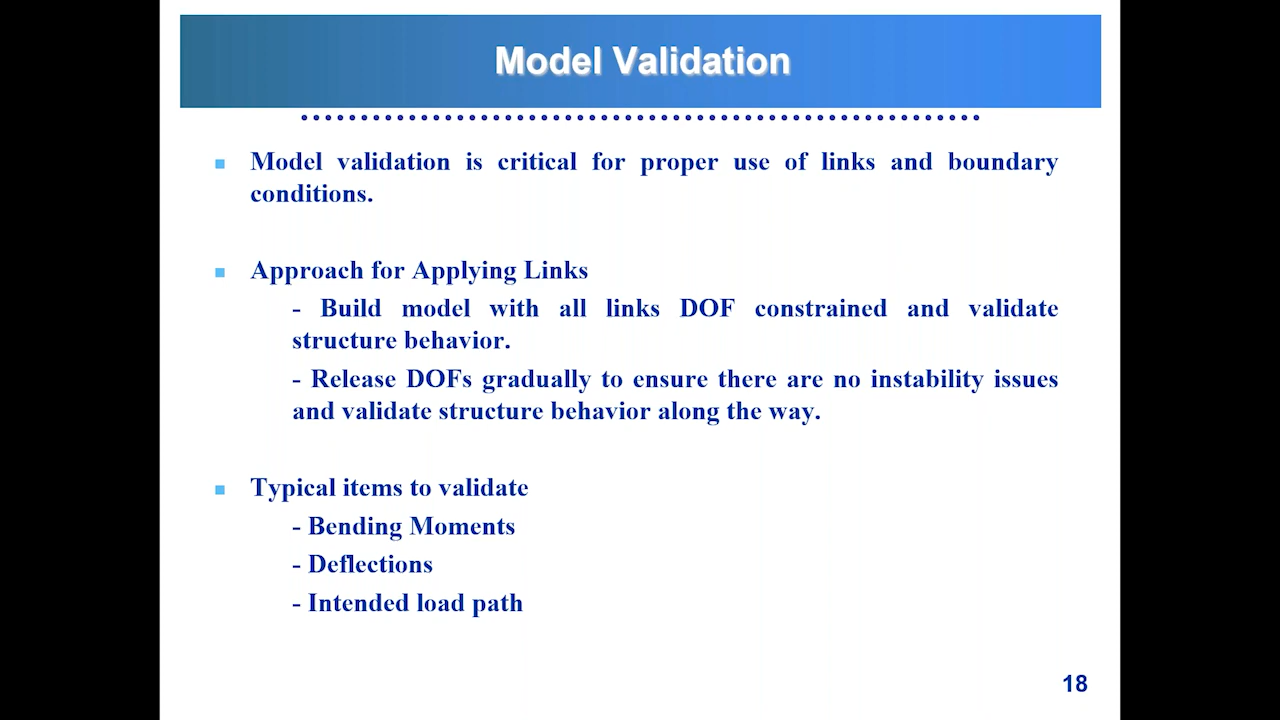 Model Validation
Model validation is critical for proper use of links and boundary
conditions.
Approach for Applying Links
- Build model with all links DOF constrained and validate
structure behavior.
- Release DOFs gradually to ensure there are no instability issues
and validate structure behavior along the way.
Typical items to validate
- Bending Moments
- Deflections
- Intended load path
18